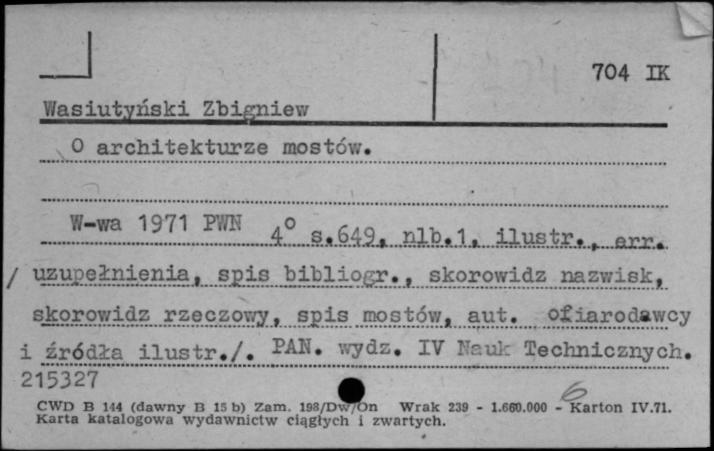 704 IK
Wasiutyński Zbigniew
O architekturze mostów.
W-wa 1971 PWN 4° s.649, nlb.1, ilustr., err.
/ uzupełnienia, spis bibliogr., skorowidz nazwisk,
skorowidz rzeczowy, spis mostów, aut. ofiarodawcy
i źródła ilustr./. PAN. wydz. IV Nauk Technicznych.
215327
6
CWD B 144 (dawny B 15 b) Zam. 198/Dw/On Wrak 239 - 1.660.000 - Karton IV.71.
Karta katalogowa wydawnictw ciągłych i zwartych.